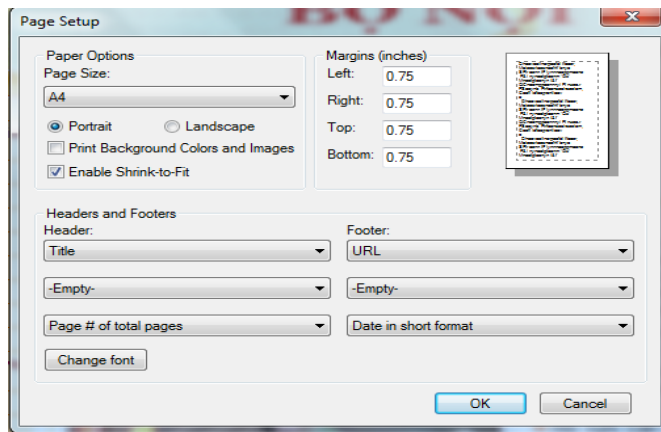 BỘ NỘI
Page Setup
Paper Options
Page Size:
A4
Portrait Landscape
Print Background Colors and Images
Enable Shrink-to-Fit
Margins (inches)
Left: 0.75
Right: 0.75
Top: 0.75
Bottom: 0.75
Headers and Footers
Header: Footer:
Title URL
-Empty- -Empty-
Page # of total pages Date in short format
Change font
OK Cancel